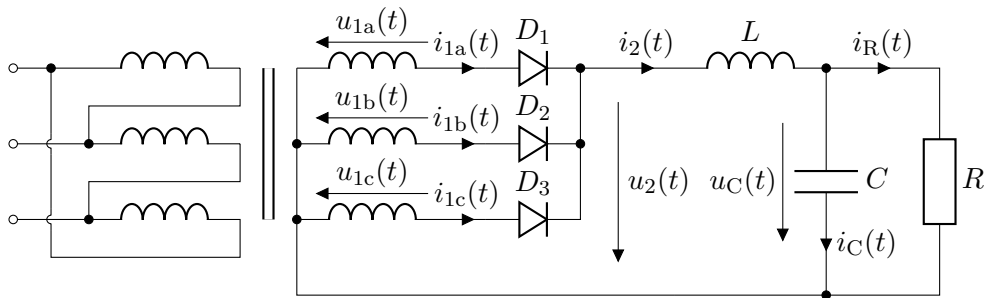 u1a(t) i1a(t) D1 i2(t) L iR(t)
u1b(t) i1b(t) D2
u1c(t) i1c(t) D3 u2(t) uC(t) C R
iC(t)